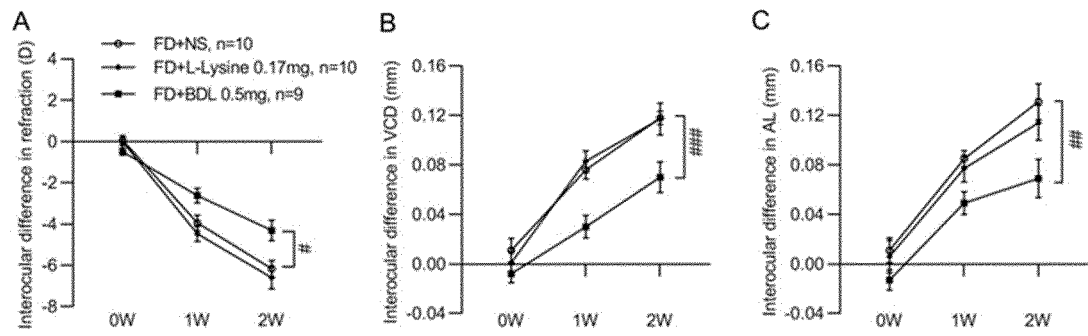 A
Interocular difference in refraction (D)
4
2
0
-2
-4
-6
-8
0W 1W 2W
FD+NS, n=10
FD+L-Lysine 0.17mg, n=10
FD+BDL 0.5mg, n=9
#
B
Interocular difference in VCD (mm)
0.16
0.12
0.08
0.04
0.00
-0.04
0W 1W 2W
###
C
Interocular difference in AL (mm)
0.16
0.12
0.08
0.04
0.00
-0.04
0W 1W 2W
##